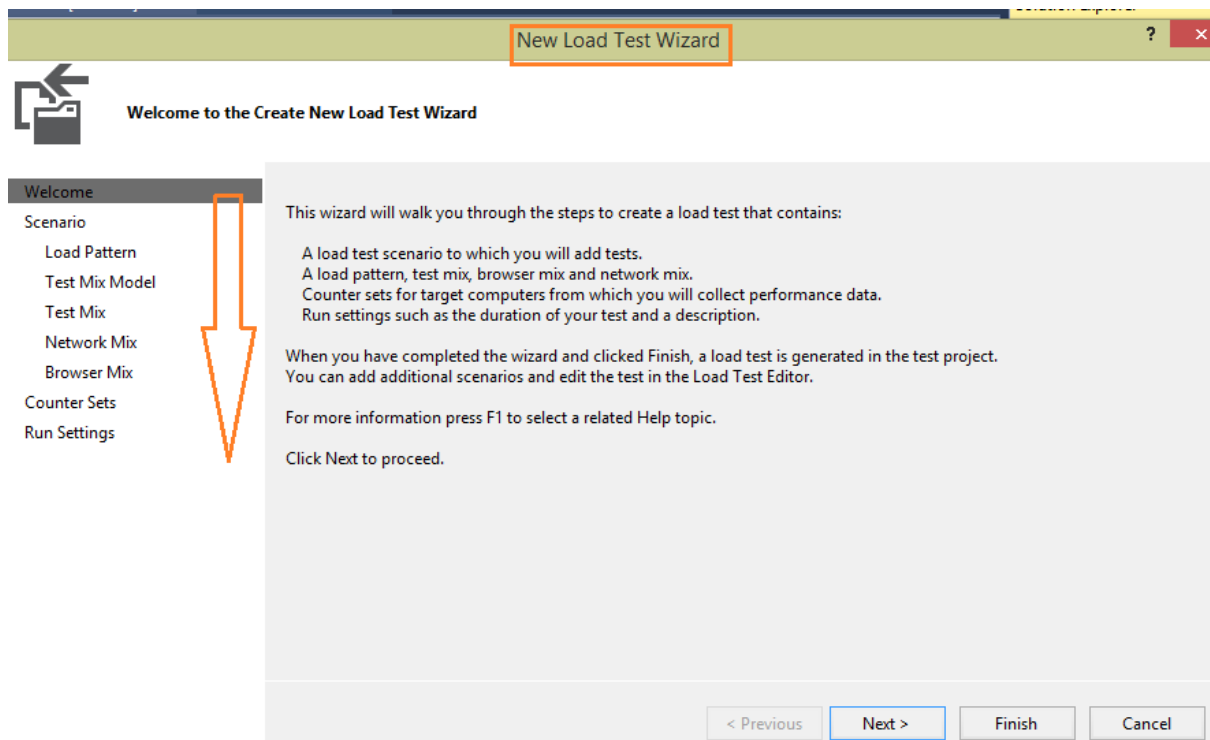 New Load Test Wizard
?
Welcome to the Create New Load Test Wizard
Welcome
Scenario
Load Pattern
Test Mix Model
Test Mix
Network Mix
Browser Mix
Counter Sets
Run Settings
This wizard will walk you through the steps to create a load test that contains:
A load test scenario to which you will add tests.
A load pattern, test mix, browser mix and network mix.
Counter sets for target computers from which you will collect performance data.
Run settings such as the duration of your test and a description.
When you have completed the wizard and clicked Finish, a load test is generated in the test project.
You can add additional scenarios and edit the test in the Load Test Editor.
For more information press F1 to select a related Help topic.
Click Next to proceed.
< Previous Next > Finish Cancel